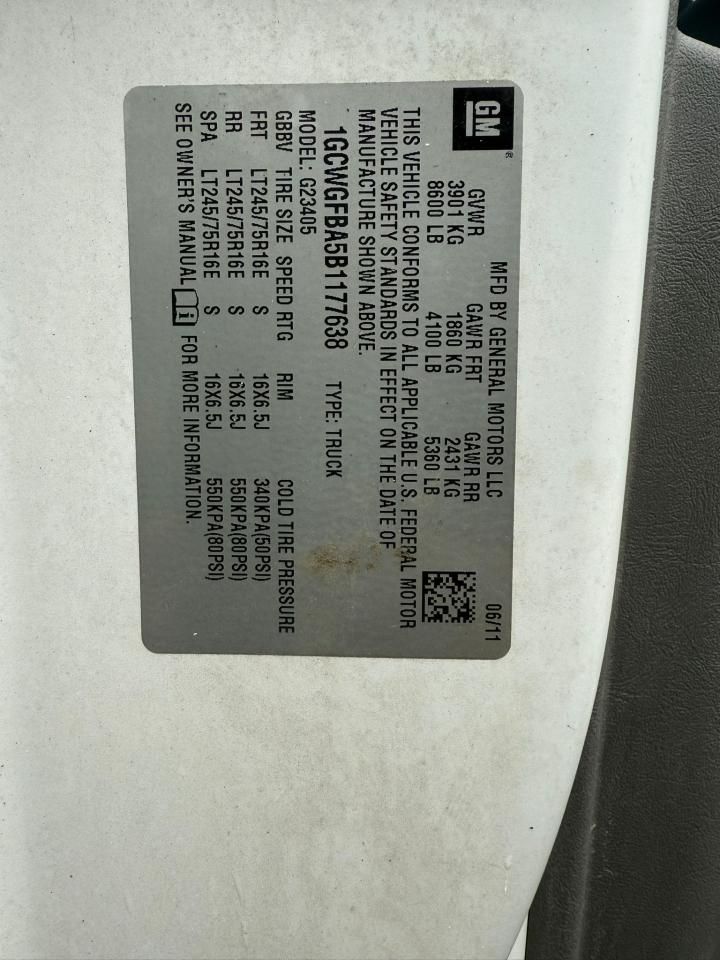 GM®
MFD BY GENERAL MOTORS LLC 06/11
GVWR GAWR FRT GAWR RR
3901 KG 1860 KG 2431 KG
8600 LB 4100 LB 5360 LB
THIS VEHICLE CONFORMS TO ALL APPLICABLE U.S. FEDERAL MOTOR
VEHICLE SAFETY STANDARDS IN EFFECT ON THE DATE OF
MANUFACTURE SHOWN ABOVE.
1GCWGFBA5B1177638 TYPE: TRUCK
MODEL: G23405
GBBV TIRE SIZE SPEED RTG RIM COLD TIRE PRESSURE
FRT LT245/75R16E S 16X6.5J 340KPA(50PSI)
RR LT245/75R16E S 16X6.5J 550KPA(80PSI)
SPA LT245/75R16E S 16X6.5J 550KPA(80PSI)
SEE OWNER'S MANUAL i FOR MORE INFORMATION.